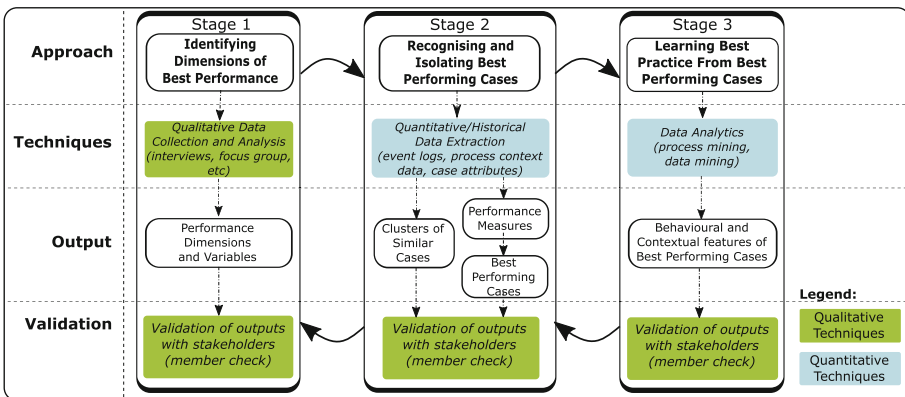 Stage 1
Stage 2
Stage 3
Approach
Identifying
Dimensions of
Best Performance
Recognising and
Isolating Best
Performing Cases
Learning Best
Practice From Best
Performing Cases
Techniques
Qualitative Data
Collection and Analysis
(interviews, focus group,
etc)
Quantitative/Historical
Data Extraction
(event logs, process context
data, case attributes)
Data Analytics
(process mining,
data mining)
Output
Performance
Dimensions
and Variables
Clusters of
Similar
Cases
Performance
Measures
Best
Performing
Cases
Behavioural and
Contextual features of
Best Performing Cases
Validation
Validation of outputs
with stakeholders
(member check)
Validation of outputs
with stakeholders
(member check)
Validation of outputs
with stakeholders
(member check)
Legend:
Qualitative
Techniques
Quantitative
Techniques